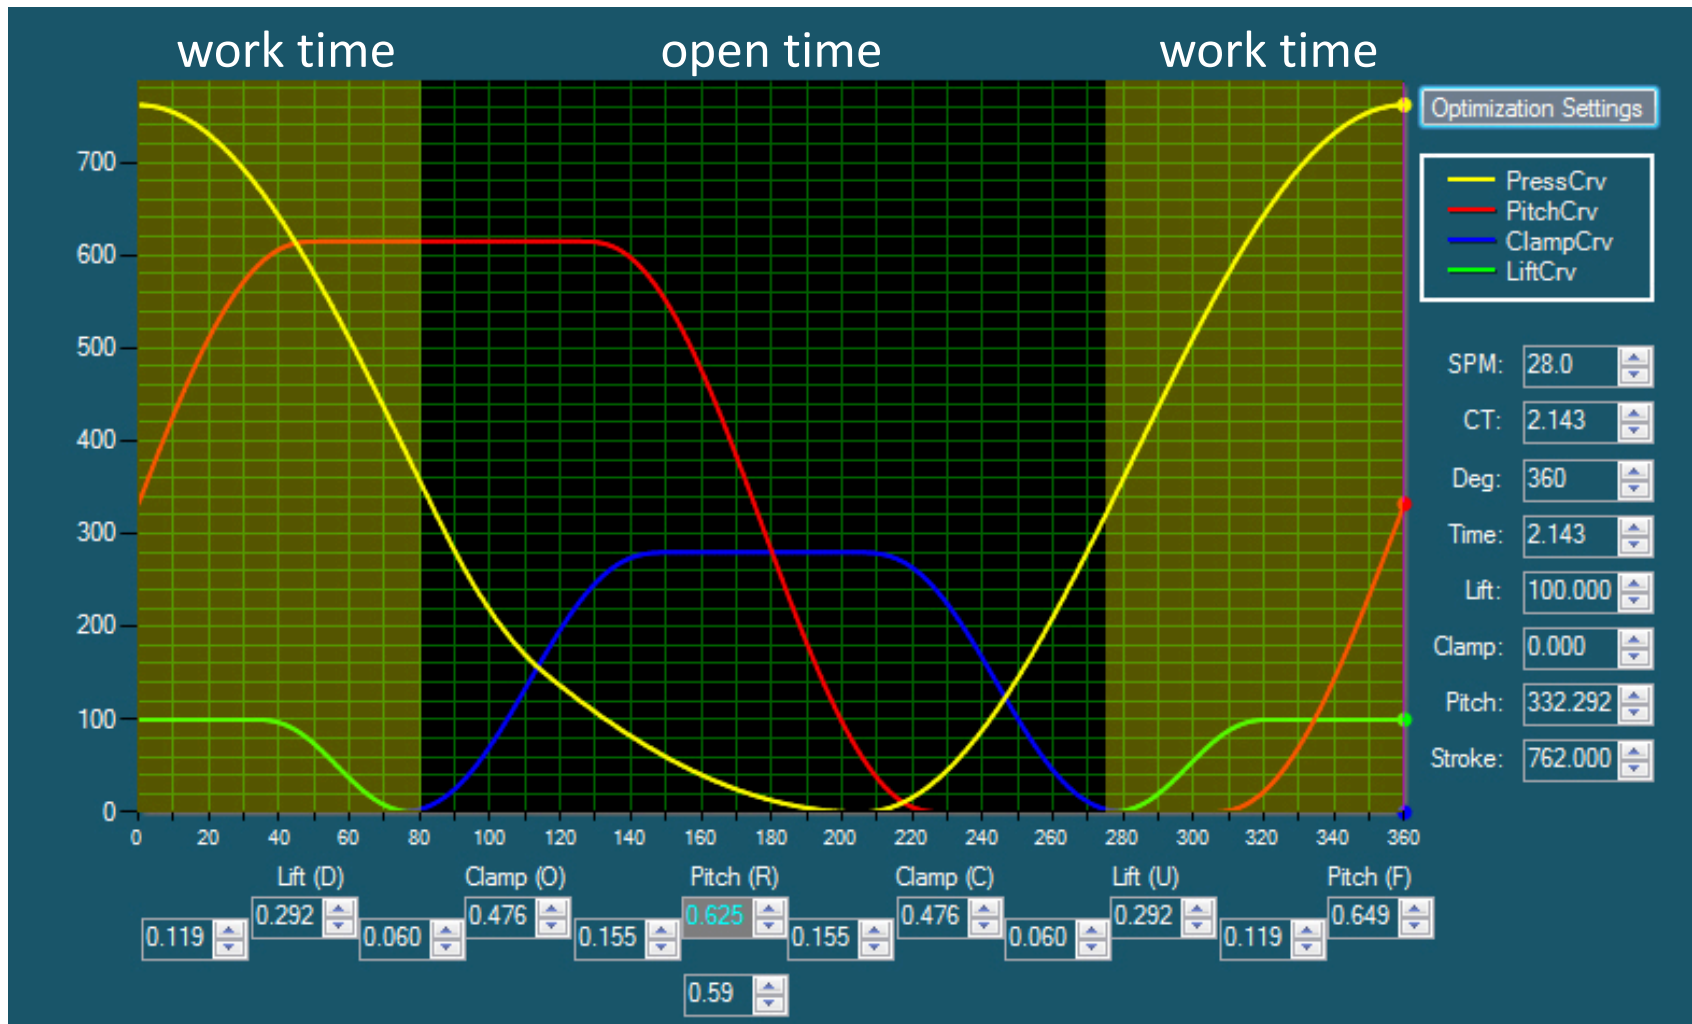 work time open time work time
Optimization Settings
PressCrv
PitchCrv
ClampCrv
LiftCrv
700
600
500
400
300
200
100
0
SPM: 28.0
CT: 2.143
Deg: 360
Time: 2.143
Lift: 100.000
Clamp: 0.000
Pitch: 332.292
Stroke: 762.000
0 20 40 60 80 100 120 140 160 180 200 220 240 260 280 300 320 340 360
Lift (D) Clamp (O) Pitch (R) Clamp (C) Lift (U) Pitch (F)
0.292 0.476 0.625 0.476 0.292 0.649
0.119 0.060 0.155 0.155 0.060 0.119
0.59